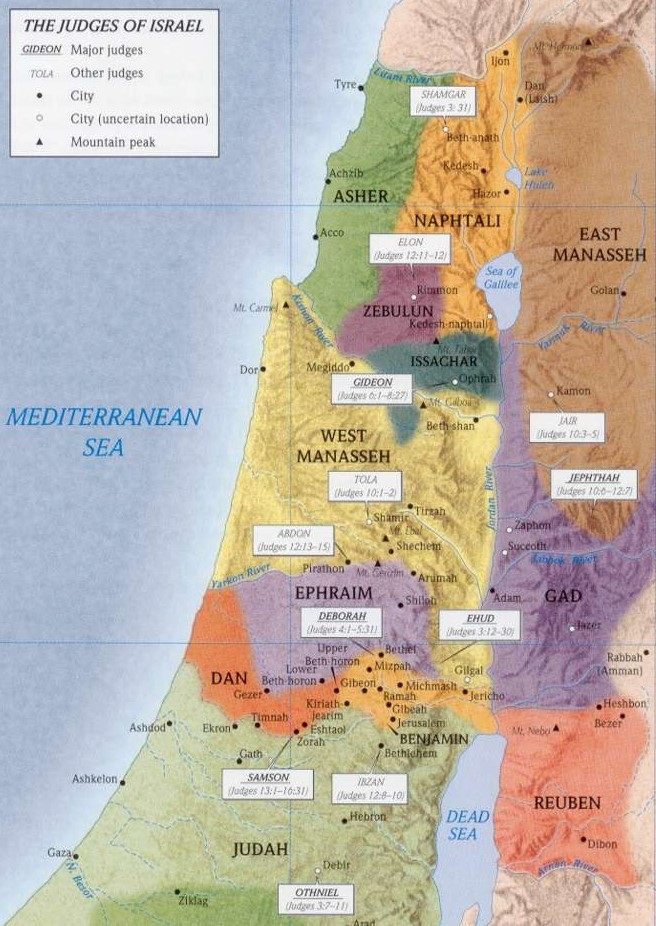 THE JUDGES OF ISRAEL
GIDEON Major judges
TOLA Other judges
City
City (uncertain location)
Mountain peak
Ijon
Mt. Hermon
Litani River
Tyre
Dan
(Laish)
SHAMGAR
(Judges 3:31)
Beth-anath
Kedesh
Lake
Huleh
Achzib
ASHER
Hazor
NAPHTALI
Acco
EAST
MANASSEH
ELON
(Judges 12:11–12)
Sea of
Galilee
Rimmon
Golan
Mt. Carmel
Kishon River
ZEBULUN
Kedesh-naphtali
Yarmuk River
Mt. Tabor
Dor
Megiddo
ISSACHAR
GIDEON
(Judges 6:1–8:27)
Ophrah
Kamon
Mt. Gilboa
MEDITERRANEAN
SEA
Beth-shan
JAIR
(Judges 10:3–5)
WEST
MANASSEH
TOLA
(Judges 10:1–2)
Jordan River
JEPHTHAH
(Judges 10:6–12:7)
Tirzah
Shamir
Zaphon
ABDON
(Judges 12:13–15)
Mt. Ebal
Shechem
Succoth
Jabbok River
Pirathon
Mt. Gerizim
Arumah
Yarkon River
EPHRAIM
Shiloh
Adam
GAD
DEBORAH
(Judges 4:1–5:31)
EHUD
(Judges 3:12–30)
Jazer
Upper
Beth-horon
Bethel
Rabbah
(Amman)
Lower
Beth-horon
Mizpah
Gilgal
DAN
Gezer
Gibeon
Michmash
Ramah
Jericho
Kiriath-
Jearim
Gibeah
Heshbon
Bezer
Ashdod
Ekron
Timnah
Eshtaol
Jerusalem
Mt. Nebo
Zorah
BENJAMIN
Gath
Bethlehem
Ashkelon
SAMSON
(Judges 13:1–16:31)
IBZAN
(Judges 12:8–10)
REUBEN
DEAD
SEA
Hebron
Gaza
JUDAH
Dibon
N. Besor
Debir
Arnon River
Ziklag
OTHNIEL
(Judges 3:7–11)
Arad